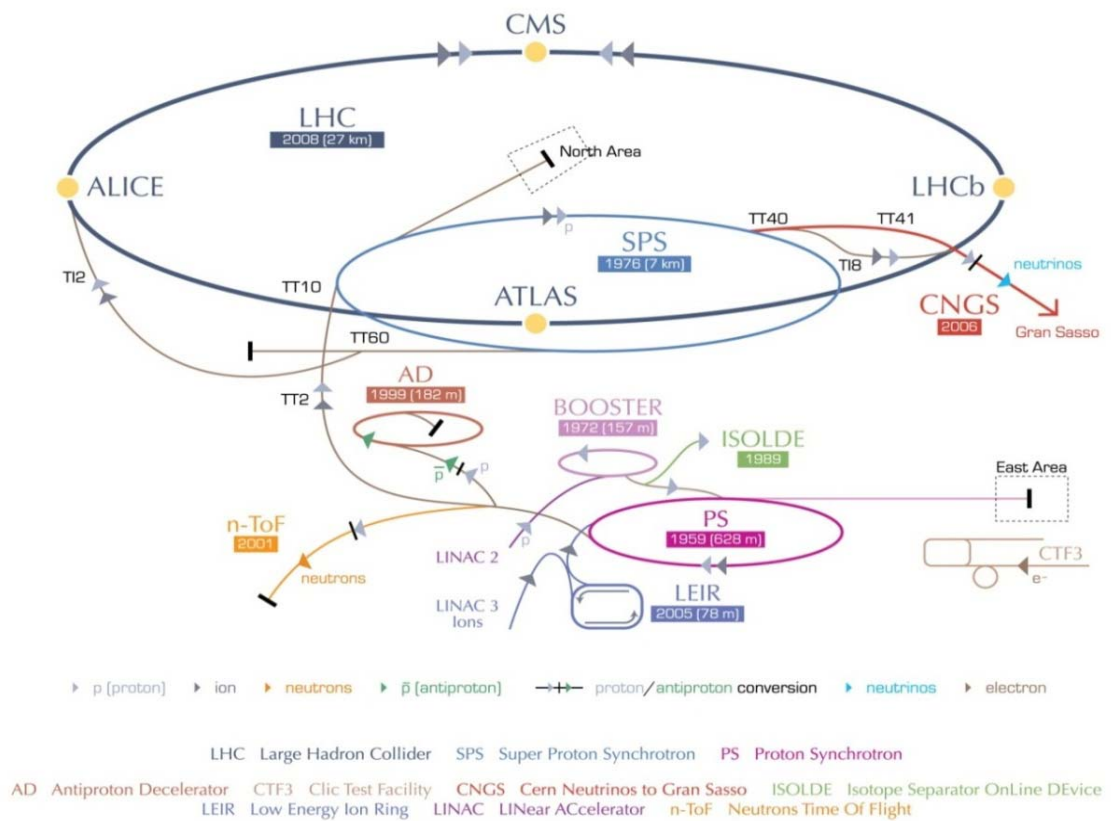 CMS
LHC
2008 (27 km)
North Area
ALICE
LHCb
TT40
TT41
p
SPS
1976 (7 km)
TI8
neutrinos
TI2
TT10
ATLAS
CNGS
2006
Gran Sasso
TT60
AD
1999 (182 m)
TT2
BOOSTER
1972 (157 m)
ISOLDE
1989
p̄
p
East Area
n-ToF
2001
p
PS
1959 (628 m)
LINAC 2
neutrons
CTF3
e-
LEIR
2005 (78 m)
LINAC 3
Ions
p (proton) ion neutrons p̄ (antiproton) proton/antiproton conversion neutrinos electron
LHC Large Hadron Collider SPS Super Proton Synchrotron PS Proton Synchrotron
AD Antiproton Decelerator CTF3 Clic Test Facility CNGS Cern Neutrinos to Gran Sasso ISOLDE Isotope Separator OnLine DEvice
LEIR Low Energy Ion Ring LINAC LINear ACcelerator n-ToF Neutrons Time Of Flight